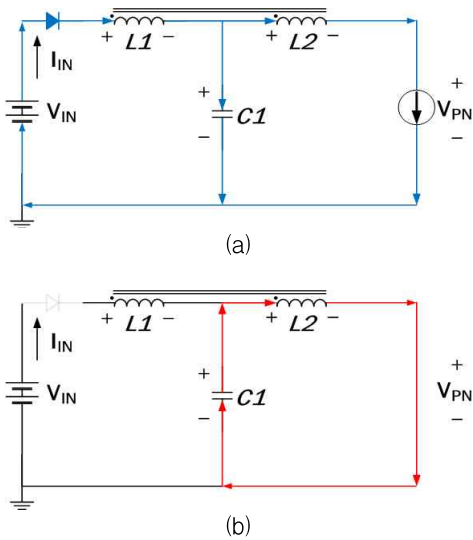 + L1 − + L2 −
I_IN
V_IN
+ C1 −
+ V_PN −
(a)
+ L1 − + L2 −
I_IN
V_IN
+ C1 −
+ V_PN −
(b)